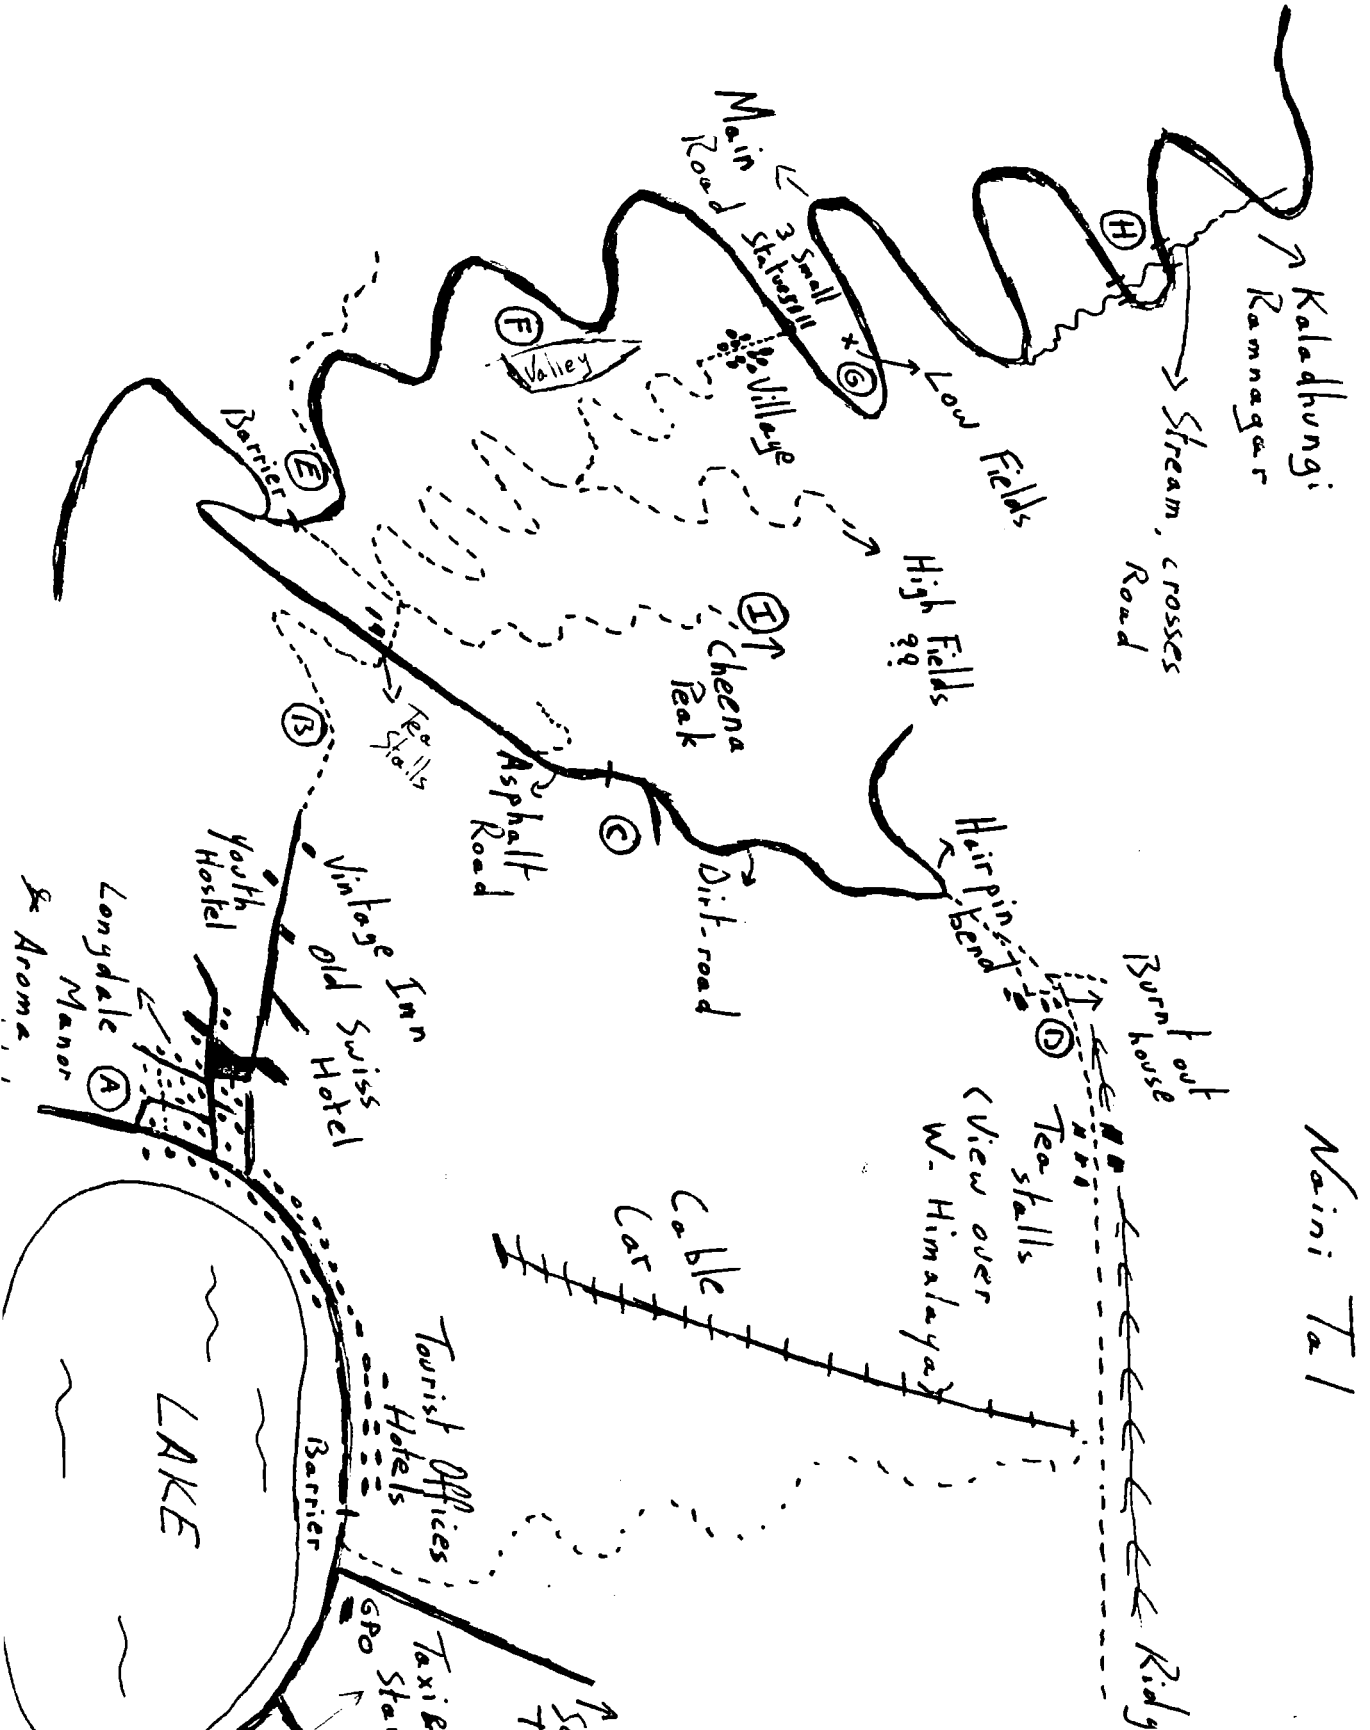 Naini Tal
Kaladhungi
Ramnagar
Stream, crosses
Road
H
Burnt out
house
Low Fields
High Fields
??
Hairpin
bend
D
Tea
stalls
(View over
W. Himalaya)
Main
Road
3 Small
Statues
G
Village
I
Cheena
Peak
Dirt-road
Cable
Car
F
Valley
C
Asphalt
Road
Barrier
E
Tea
Stalls
B
Vintage Inn
Old Swiss
Hotel
Youth
Hostel
Longdale
Manor
& Aroma
A
Tourist Offices
- Hotels
Barrier
LAKE
GPO